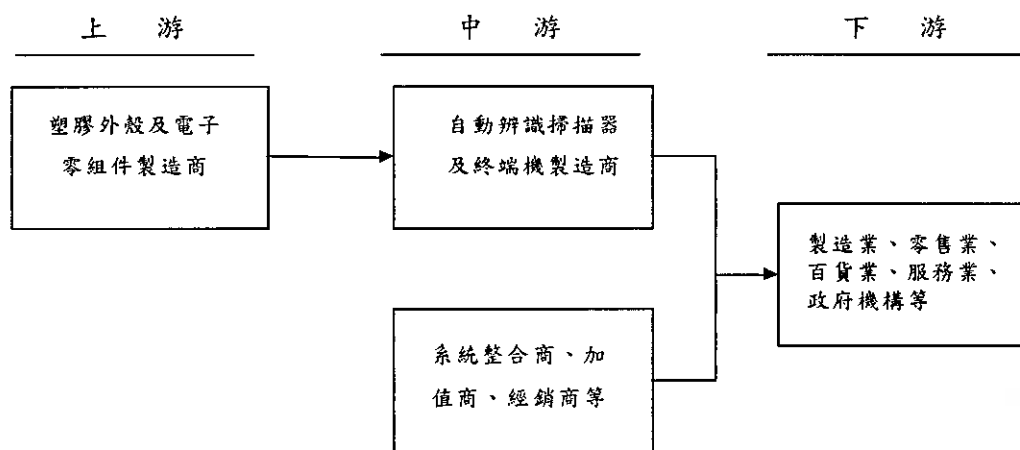 上游
中游
下游
塑膠外殼及電子
零組件製造商
自動辨識掃描器
及終端機製造商
製造業、零售業、
百貨業、服務業、
政府機構等
系統整合商、加
值商、經銷商等